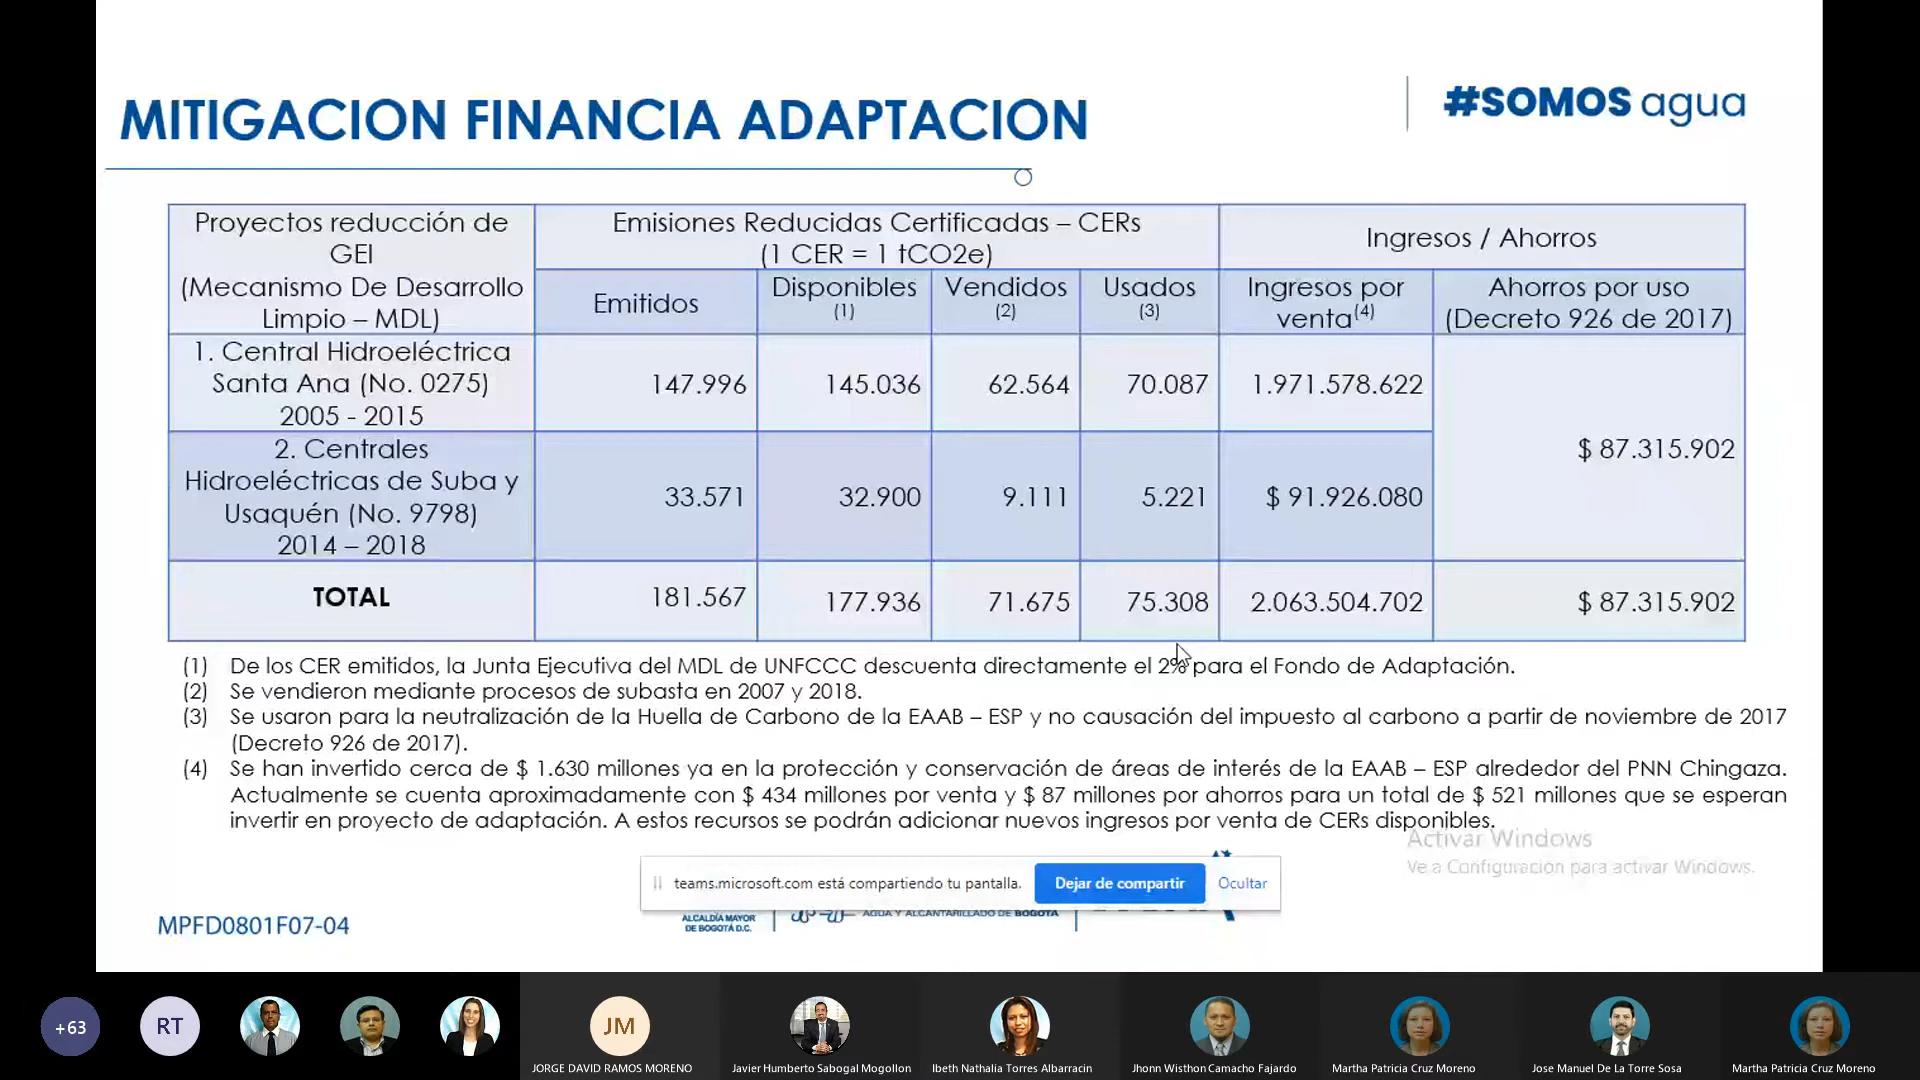 MITIGACION FINANCIA ADAPTACION
#SOMOS agua
Proyectos reducción de
GEI
(Mecanismo De Desarrollo
Limpio – MDL)
Emisiones Reducidas Certificadas – CERs
(1 CER = 1 tCO2e)
Ingresos / Ahorros
Emitidos
Disponibles
(1)
Vendidos
(2)
Usados
(3)
Ingresos por
venta(4)
Ahorros por uso
(Decreto 926 de 2017)
1. Central Hidroeléctrica
Santa Ana (No. 0275)
2005 - 2015
147.996
145.036
62.564
70.087
1.971.578.622
$ 87.315.902
2. Centrales
Hidroeléctricas de Suba y
Usaquén (No. 9798)
2014 – 2018
33.571
32.900
9.111
5.221
$ 91.926.080
TOTAL
181.567
177.936
71.675
75.308
2.063.504.702
$ 87.315.902
(1) De los CER emitidos, la Junta Ejecutiva del MDL de UNFCCC descuenta directamente el 2% para el Fondo de Adaptación.
(2) Se vendieron mediante procesos de subasta en 2007 y 2018.
(3) Se usaron para la neutralización de la Huella de Carbono de la EAAB – ESP y no causación del impuesto al carbono a partir de noviembre de 2017
(Decreto 926 de 2017).
(4) Se han invertido cerca de $ 1.630 millones ya en la protección y conservación de áreas de interés de la EAAB – ESP alrededor del PNN Chingaza.
Actualmente se cuenta aproximadamente con $ 434 millones por venta y $ 87 millones por ahorros para un total de $ 521 millones que se esperan
invertir en proyecto de adaptación. A estos recursos se podrán adicionar nuevos ingresos por venta de CERs disponibles.
Activar Windows
Ve a Configuración para activar Windows.
teams.microsoft.com está compartiendo tu pantalla.
Dejar de compartir
Ocultar
MPFD0801F07-04
ALCALDÍA MAYOR
DE BOGOTÁ D.C.
AGUA Y ALCANTARILLADO DE BOGOTÁ
+63
RT
JM
JORGE DAVID RAMOS MORENO
Javier Humberto Sabogal Mogollon
Ibeth Nathalia Torres Albarracin
Jhonn Wisthon Camacho Fajardo
Martha Patricia Cruz Moreno
Jose Manuel De La Torre Sosa
Martha Patricia Cruz Moreno